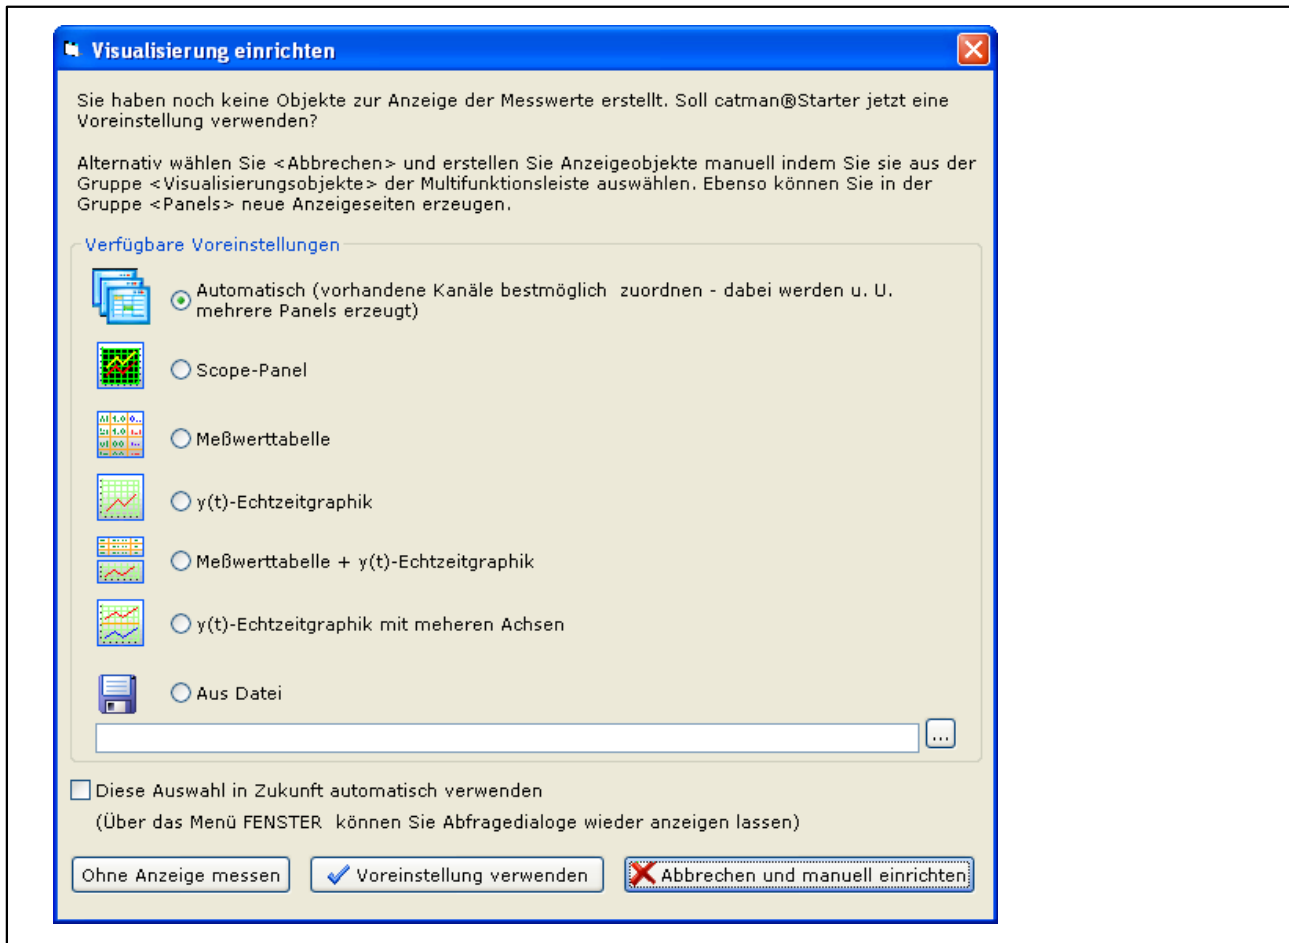 Visualisierung einrichten
Sie haben noch keine Objekte zur Anzeige der Messwerte erstellt. Soll catman®Starter jetzt eine
Voreinstellung verwenden?
Alternativ wählen Sie <Abbrechen> und erstellen Sie Anzeigeobjekte manuell indem Sie sie aus der
Gruppe <Visualisierungsobjekte> der Multifunktionsleiste auswählen. Ebenso können Sie in der
Gruppe <Panels> neue Anzeigeseiten erzeugen.
Verfügbare Voreinstellungen
Automatisch (vorhandene Kanäle bestmöglich  zuordnen - dabei werden u. U.
mehrere Panels erzeugt)
Scope-Panel
Meßwerttabelle
y(t)-Echtzeitgraphik
Meßwerttabelle + y(t)-Echtzeitgraphik
y(t)-Echtzeitgraphik mit meheren Achsen
Aus Datei
...
Diese Auswahl in Zukunft automatisch verwenden
(Über das Menü FENSTER  können Sie Abfragedialoge wieder anzeigen lassen)
Ohne Anzeige messen
Voreinstellung verwenden
Abbrechen und manuell einrichten